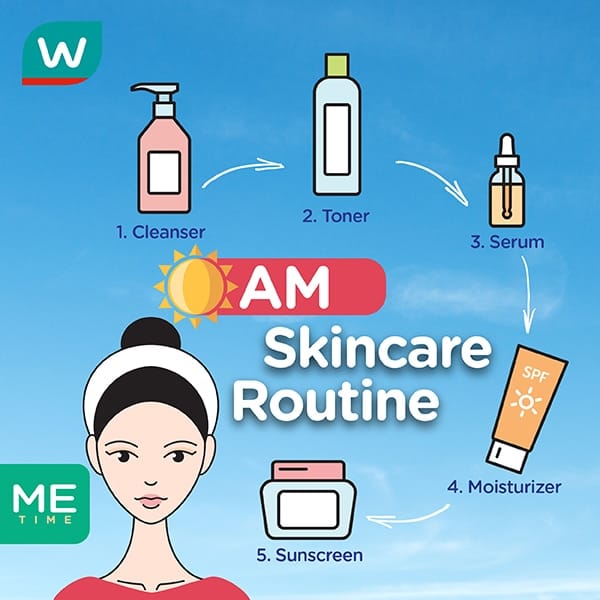 W
1. Cleanser
2. Toner
3. Serum
AM
Skincare
Routine
SPF
4. Moisturizer
5. Sunscreen
ME
TIME